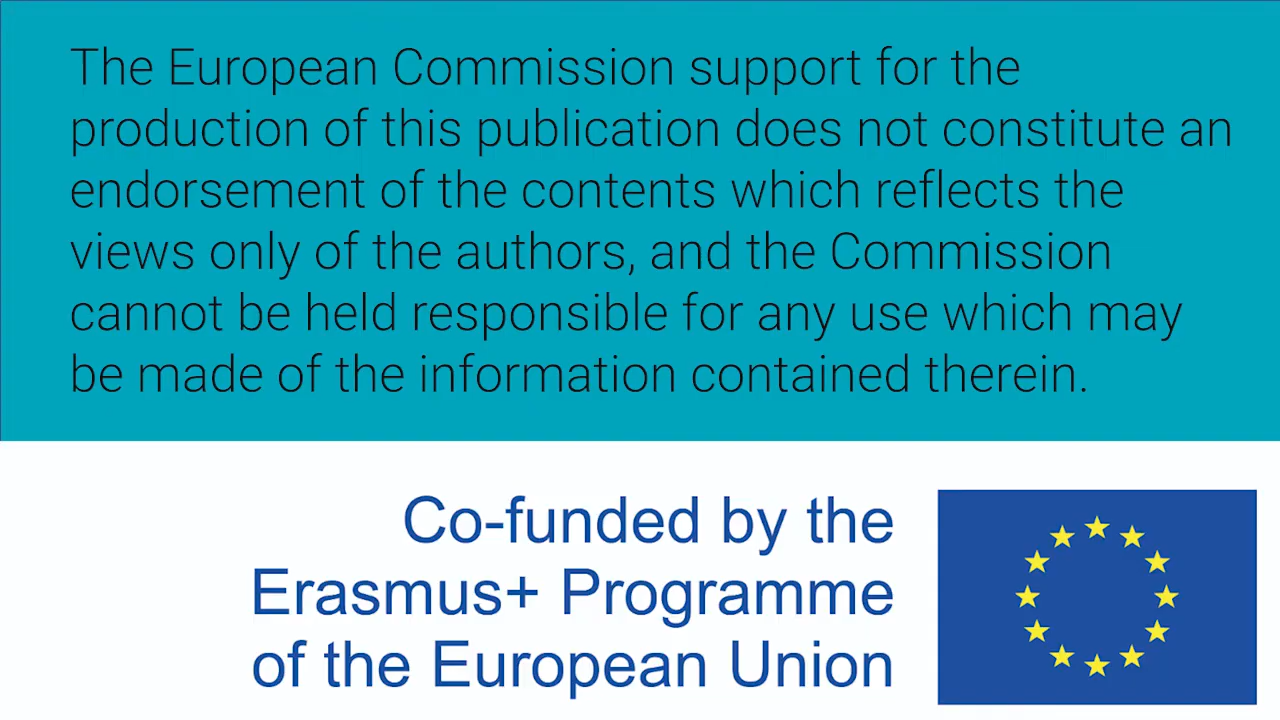 The European Commission support for the
production of this publication does not constitute an
endorsement of the contents which reflects the
views only of the authors, and the Commission
cannot be held responsible for any use which may
be made of the information contained therein.
Co-funded by the
Erasmus+ Programme
of the European Union